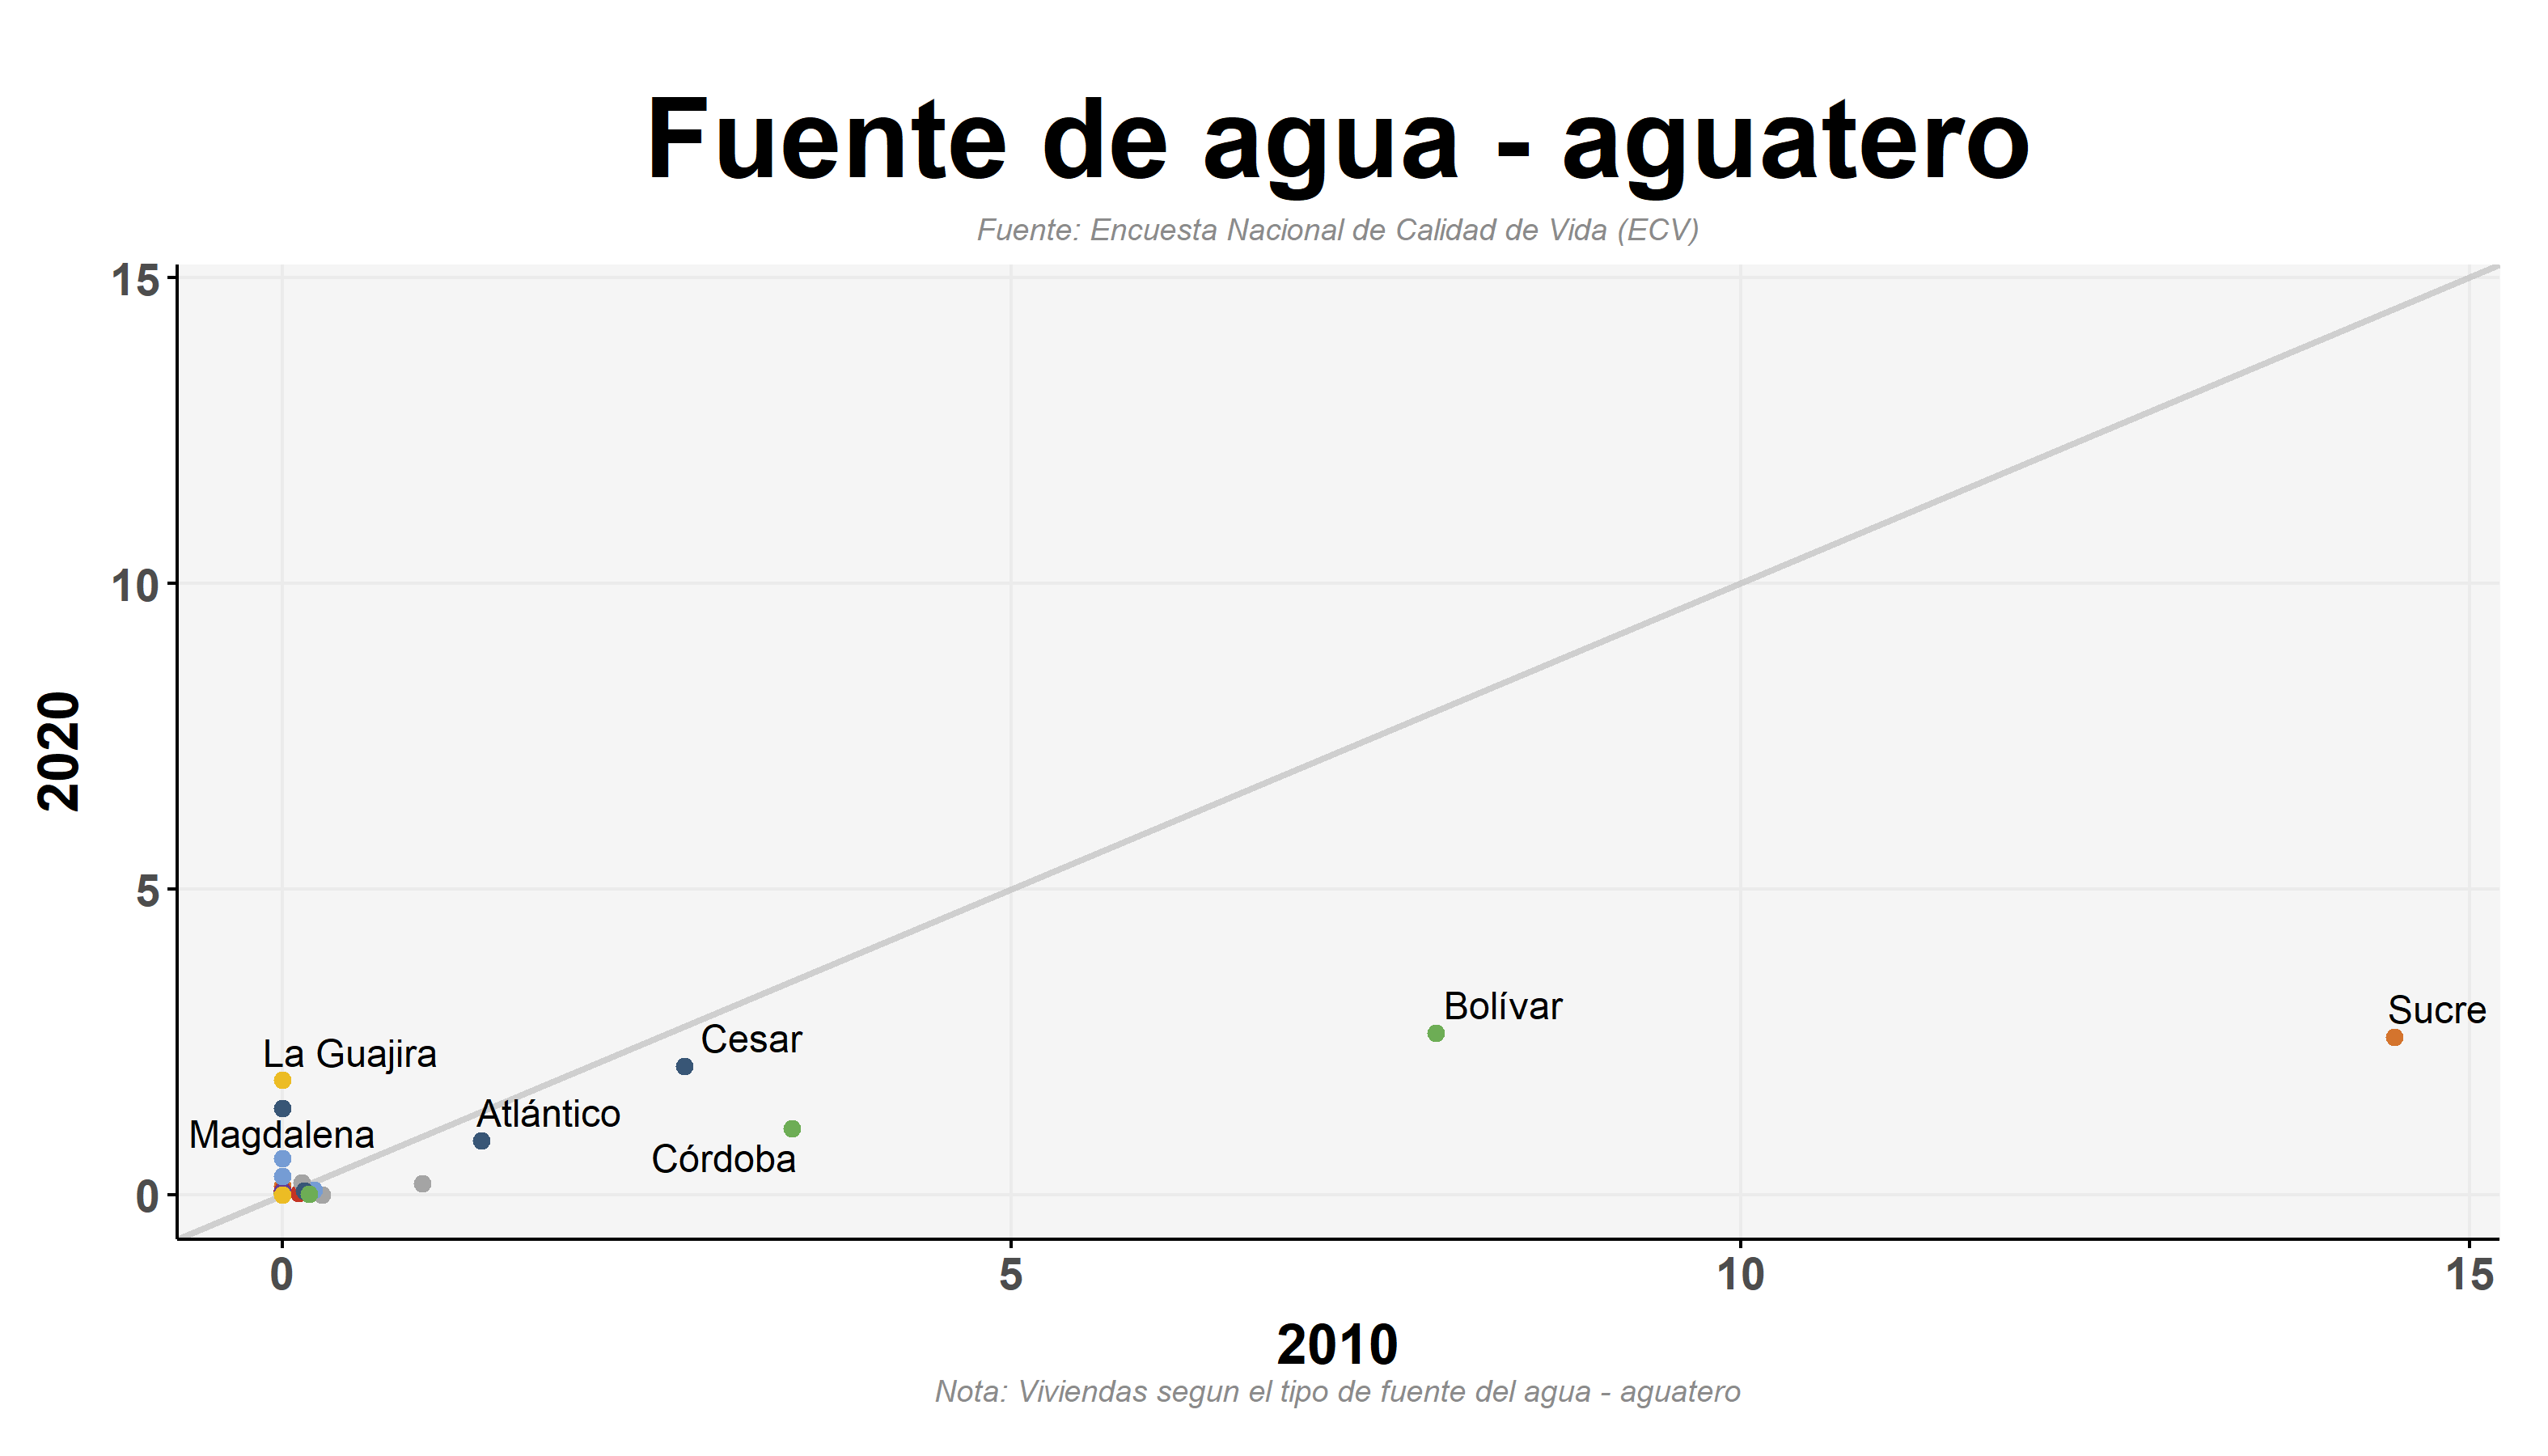 Fuente de agua - aguatero
Fuente: Encuesta Nacional de Calidad de Vida (ECV)
15
10
5
0
2020
La Guajira
Magdalena
Atlántico
Cesar
Córdoba
Bolívar
Sucre
0 5 10 15
2010
Nota: Viviendas segun el tipo de fuente del agua - aguatero